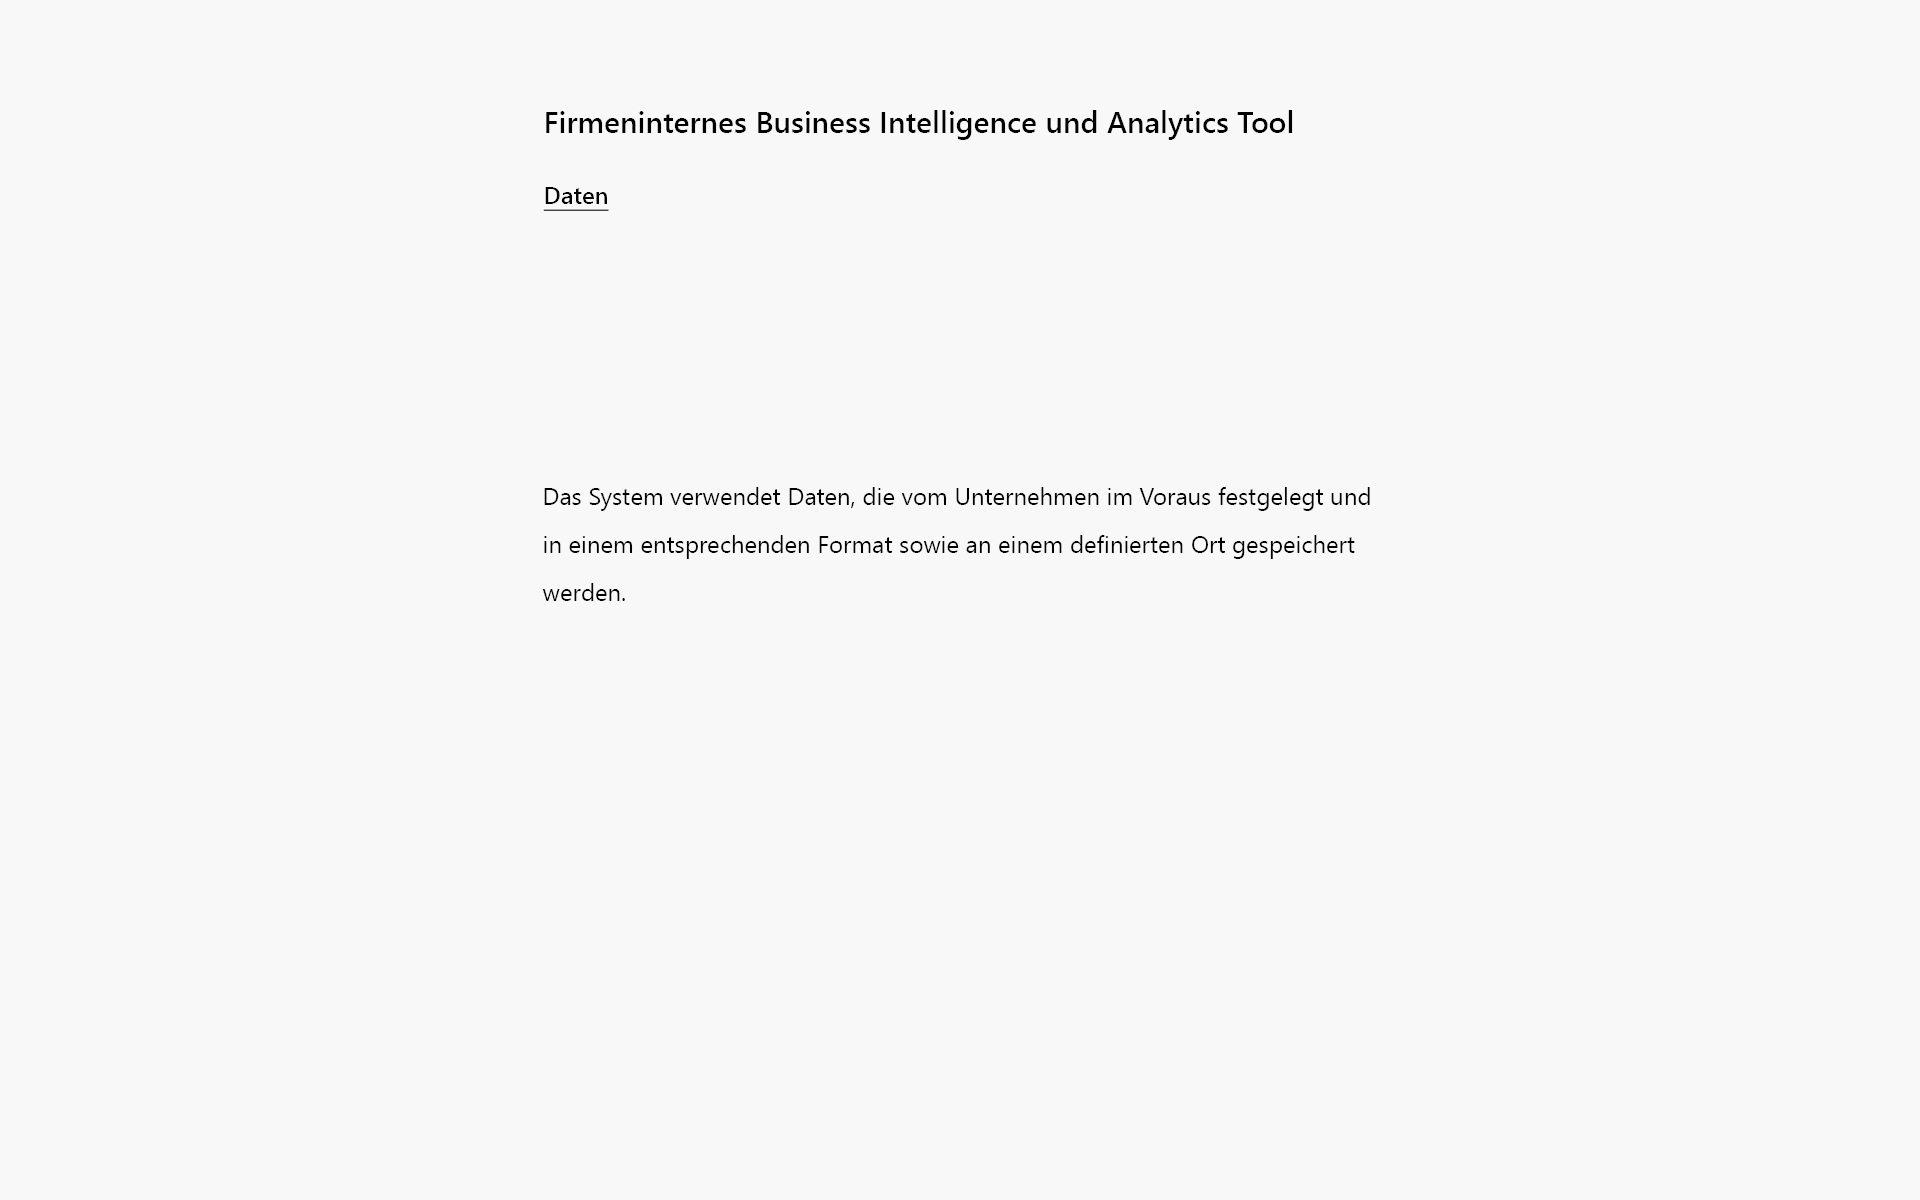 Firmeninternes Business Intelligence und Analytics Tool
Daten
Das System verwendet Daten, die vom Unternehmen im Voraus festgelegt und
in einem entsprechenden Format sowie an einem definierten Ort gespeichert
werden.